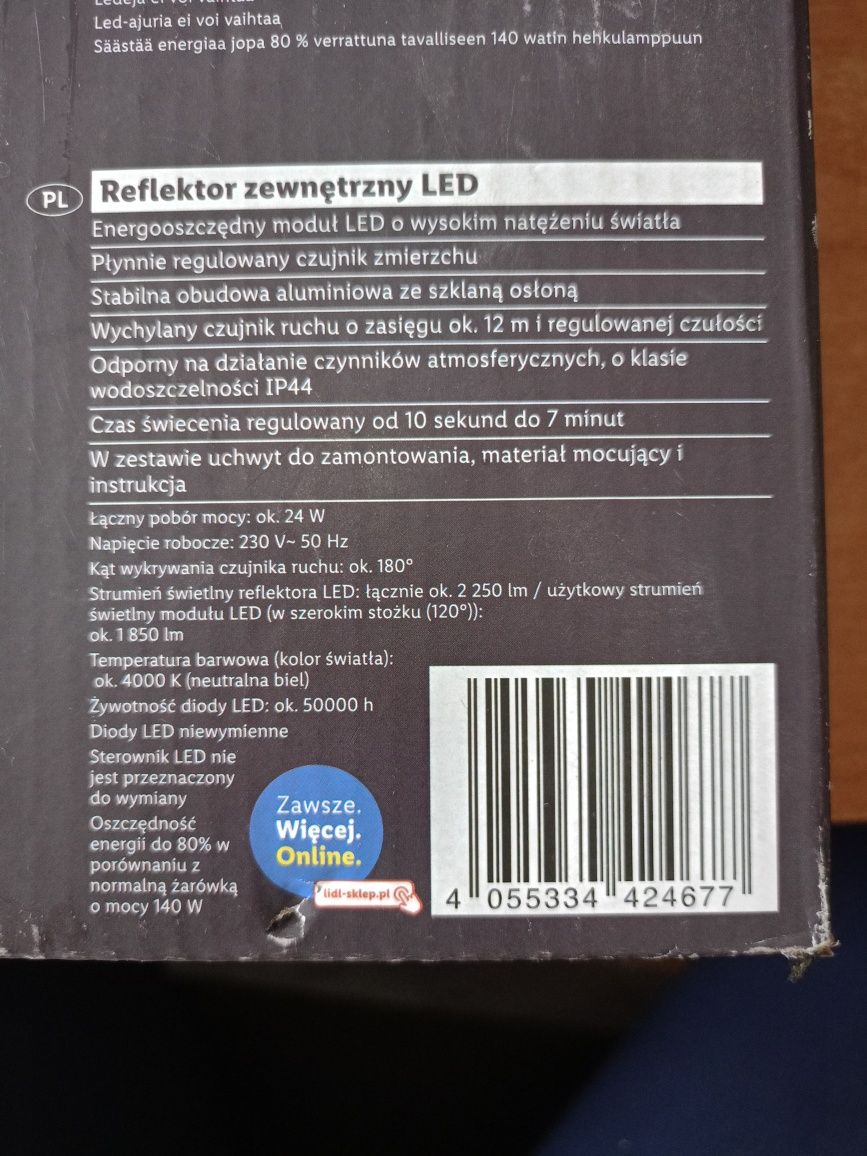 ei voi
Led-ajuria ei voi vaihtaa
Säästää energiaa jopa 80 % verrattuna tavalliseen 140 watin hehkulamppuun
PL
Reflektor zewnętrzny LED
Energooszczędny moduł LED o wysokim natężeniu światła
Płynnie regulowany czujnik zmierzchu
Stabilna obudowa aluminiowa ze szklaną osłoną
Wychylany czujnik ruchu o zasięgu ok. 12 m i regulowanej czułości
Odporny na działanie czynników atmosferycznych, o klasie
wodoszczelności IP44
Czas świecenia regulowany od 10 sekund do 7 minut
W zestawie uchwyt do zamontowania, materiał mocujący i
instrukcja
Łączny pobór mocy: ok. 24 W
Napięcie robocze: 230 V~ 50 Hz
Kąt wykrywania czujnika ruchu: ok. 180°
Strumień świetlny reflektora LED: łącznie ok. 2 250 lm / użytkowy strumień
świetlny modułu LED (w szerokim stożku (120°)):
ok. 1 850 lm
Temperatura barwowa (kolor światła):
ok. 4000 K (neutralna biel)
Żywotność diody LED: ok. 50000 h
Diody LED niewymienne
Sterownik LED nie
jest przeznaczony
do wymiany
Oszczędność
energii do 80% w
porównaniu z
normalną żarówką
o mocy 140 W
Zawsze.
Więcej.
Online.
lidl-sklep.pl
4 055334 424677